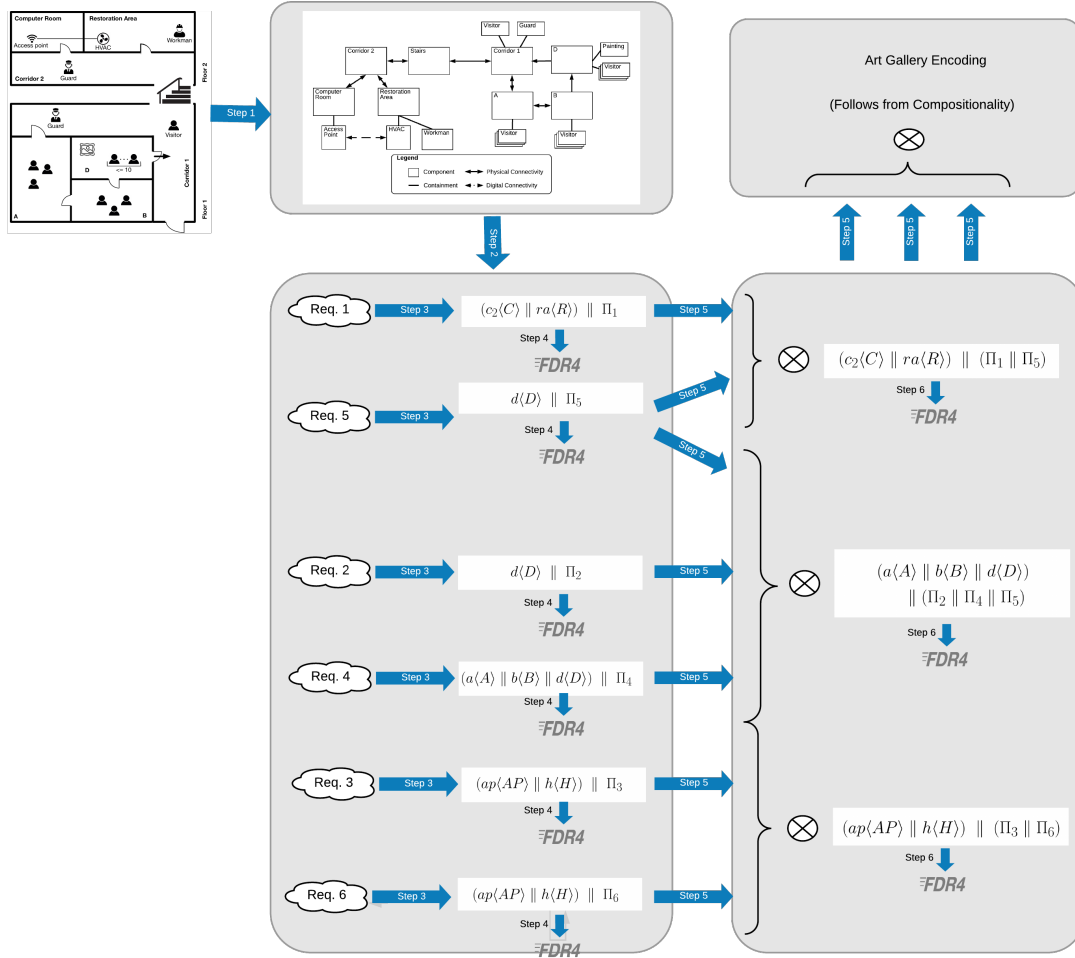 Computer Room
Restoration Area
Access point
HVAC
Workman
Guard
Corridor 2
Floor 2
Guard
Visitor
D
<= 10
Corridor 1
A
B
Floor 1
Step 1
Visitor
Guard
Corridor 2
Stairs
Corridor 1
D
Painting
Visitor
Computer
Room
Restoration
Area
A
B
Access
Point
HVAC
Workman
Visitor
Visitor
Legend
Component
Physical Connectivity
Containment
Digital Connectivity
Art Gallery Encoding
(Follows from Compositionality)
Step 2
Step 5
Step 5
Step 5
Req. 1
Step 3
(c₂⟨C⟩ ∥ ra⟨R⟩) ∥ Π₁
Step 5
Step 4
FDR4
Req. 5
Step 3
d⟨D⟩ ∥ Π₅
Step 5
Step 5
Step 4
FDR4
(c₂⟨C⟩ ∥ ra⟨R⟩) ∥ (Π₁ ∥ Π₅)
Step 6
FDR4
Req. 2
Step 3
d⟨D⟩ ∥ Π₂
Step 5
Step 4
FDR4
(a⟨A⟩ ∥ b⟨B⟩ ∥ d⟨D⟩)
∥ (Π₂ ∥ Π₄ ∥ Π₅)
Step 6
FDR4
Req. 4
Step 3
(a⟨A⟩ ∥ b⟨B⟩ ∥ d⟨D⟩) ∥ Π₄
Step 5
Step 4
FDR4
Req. 3
Step 3
(ap⟨AP⟩ ∥ h⟨H⟩) ∥ Π₃
Step 5
Step 4
FDR4
(ap⟨AP⟩ ∥ h⟨H⟩) ∥ (Π₃ ∥ Π₆)
Step 6
FDR4
Req. 6
Step 3
(ap⟨AP⟩ ∥ h⟨H⟩) ∥ Π₆
Step 5
Step 4
FDR4